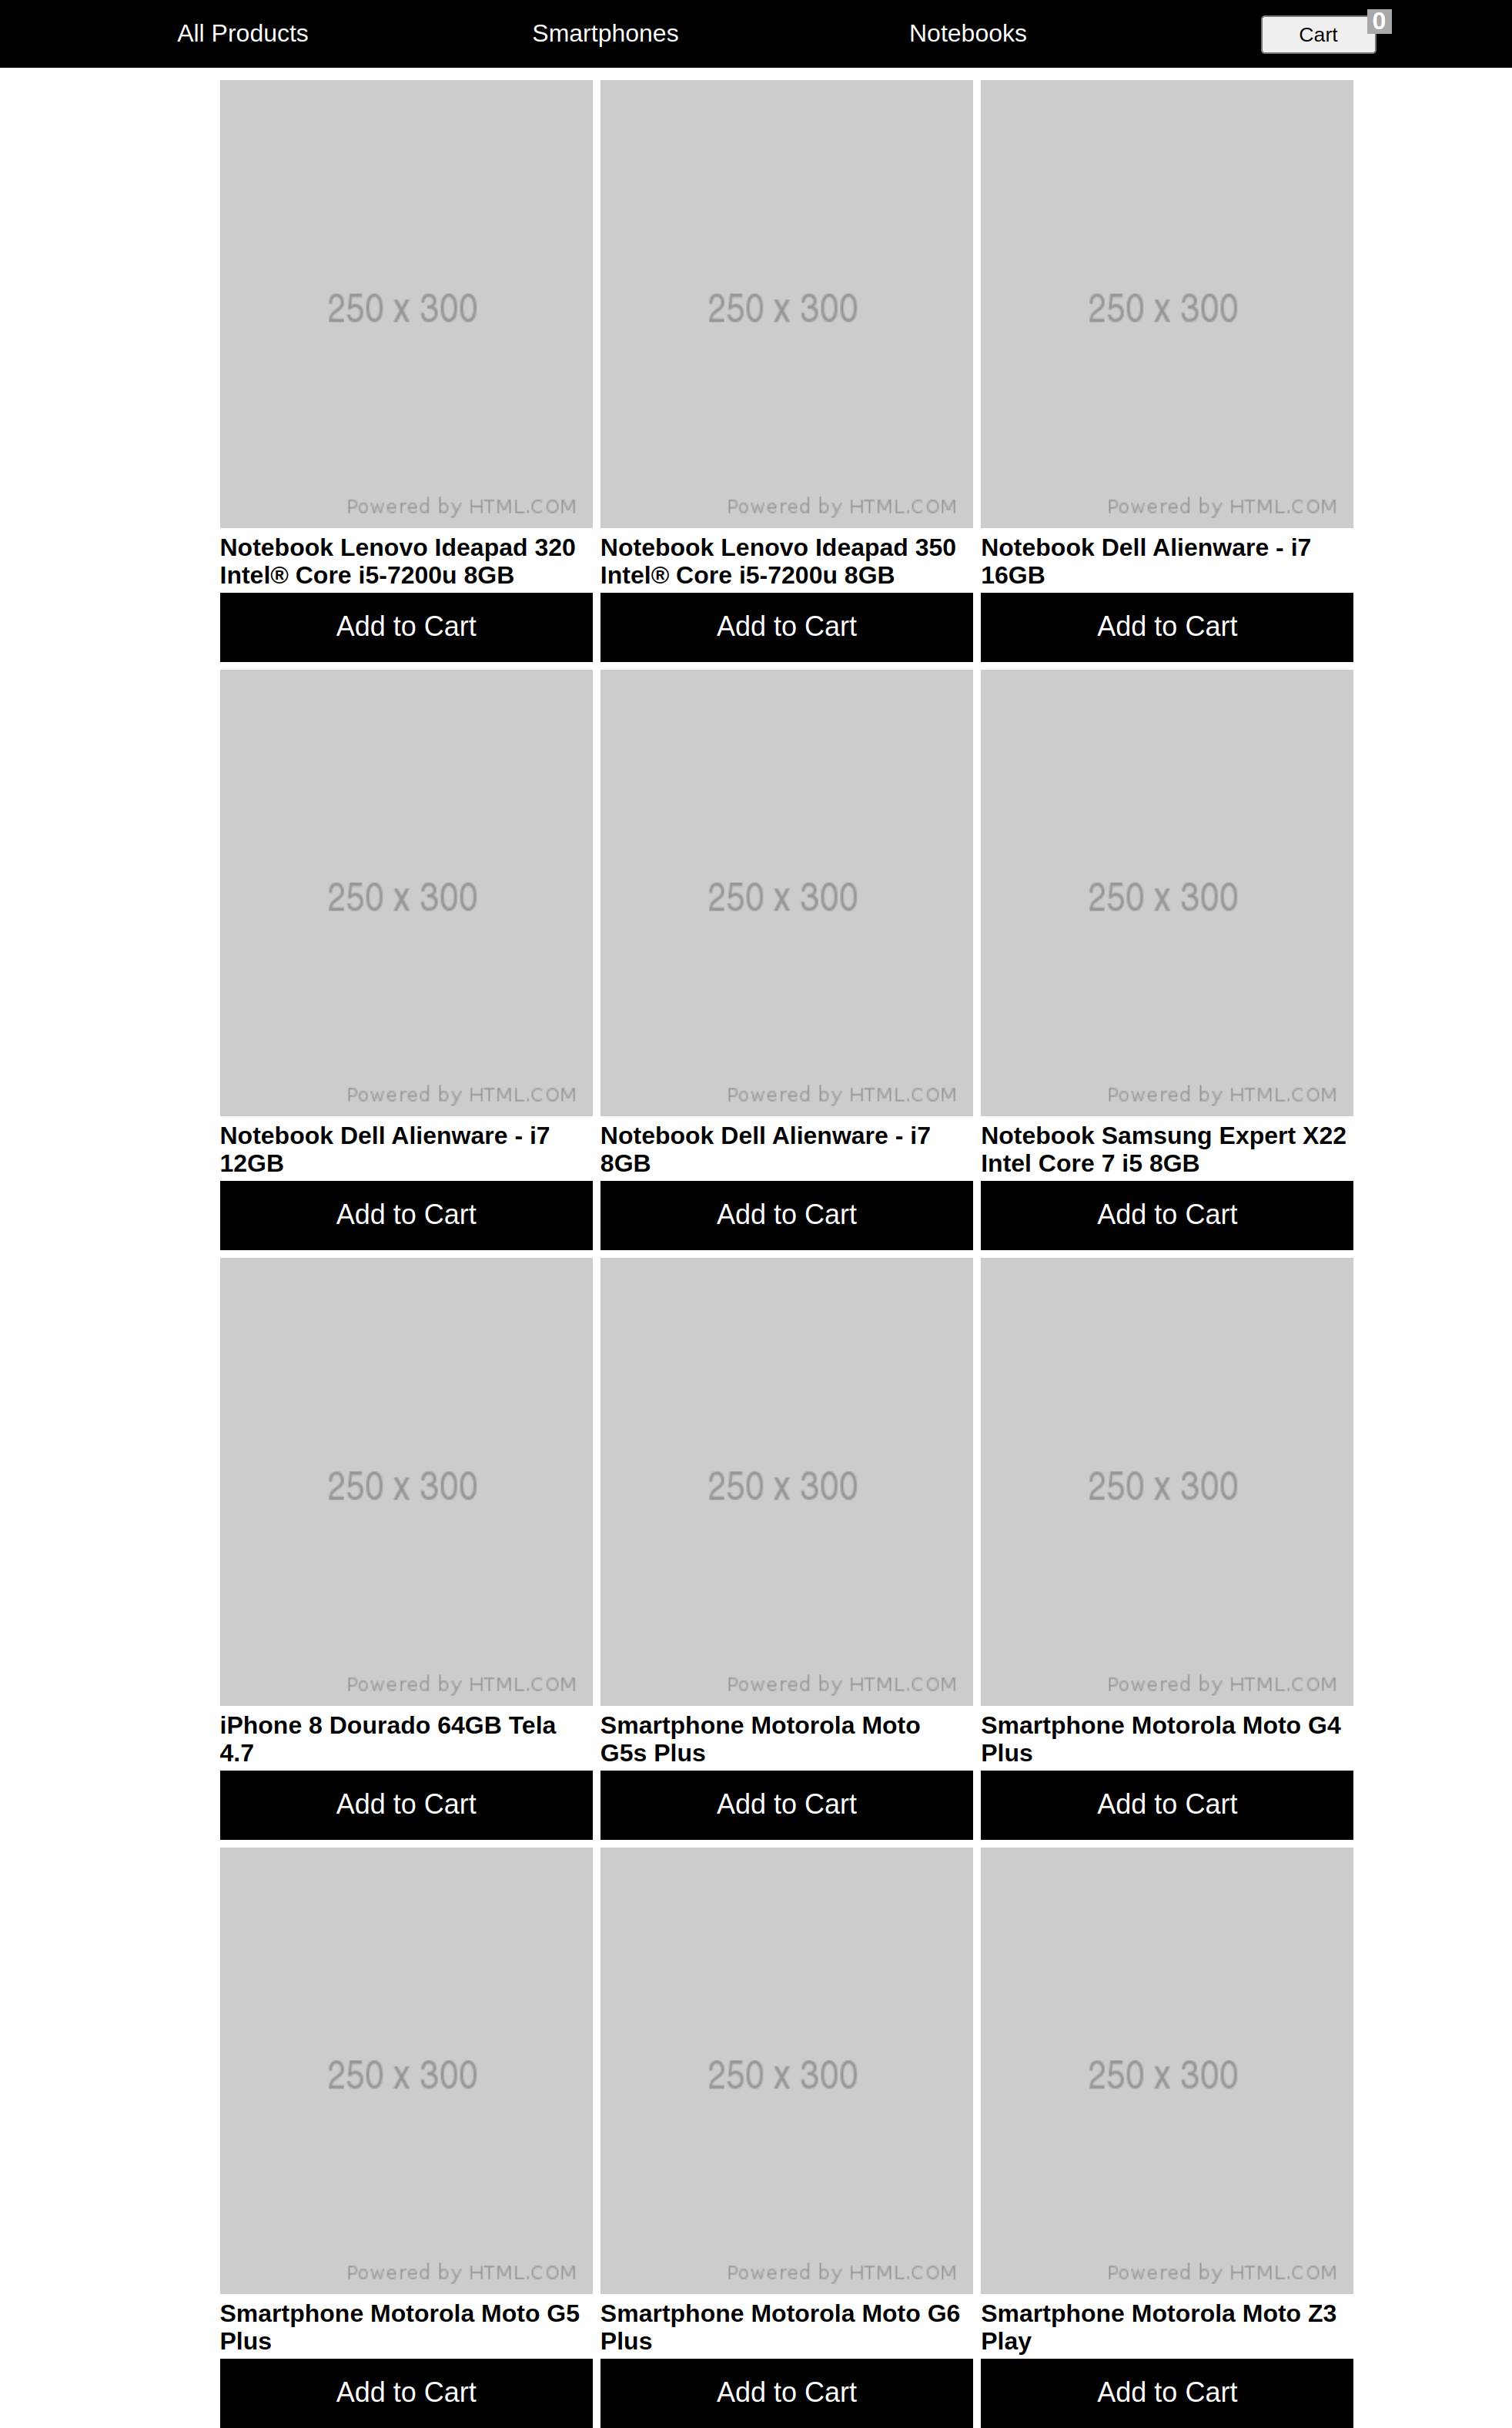 All Products Smartphones Notebooks Cart 0
250 x 300 250 x 300 250 x 300
Powered by HTML.COM Powered by HTML.COM Powered by HTML.COM
Notebook Lenovo Ideapad 320 Notebook Lenovo Ideapad 350 Notebook Dell Alienware - i7
Intel® Core i5-7200u 8GB Intel® Core i5-7200u 8GB 16GB
Add to Cart Add to Cart Add to Cart
250 x 300 250 x 300 250 x 300
Powered by HTML.COM Powered by HTML.COM Powered by HTML.COM
Notebook Dell Alienware - i7 Notebook Dell Alienware - i7 Notebook Samsung Expert X22
12GB 8GB Intel Core 7 i5 8GB
Add to Cart Add to Cart Add to Cart
250 x 300 250 x 300 250 x 300
Powered by HTML.COM Powered by HTML.COM Powered by HTML.COM
iPhone 8 Dourado 64GB Tela Smartphone Motorola Moto Smartphone Motorola Moto G4
4.7 G5s Plus Plus
Add to Cart Add to Cart Add to Cart
250 x 300 250 x 300 250 x 300
Powered by HTML.COM Powered by HTML.COM Powered by HTML.COM
Smartphone Motorola Moto G5 Smartphone Motorola Moto G6 Smartphone Motorola Moto Z3
Plus Plus Play
Add to Cart Add to Cart Add to Cart